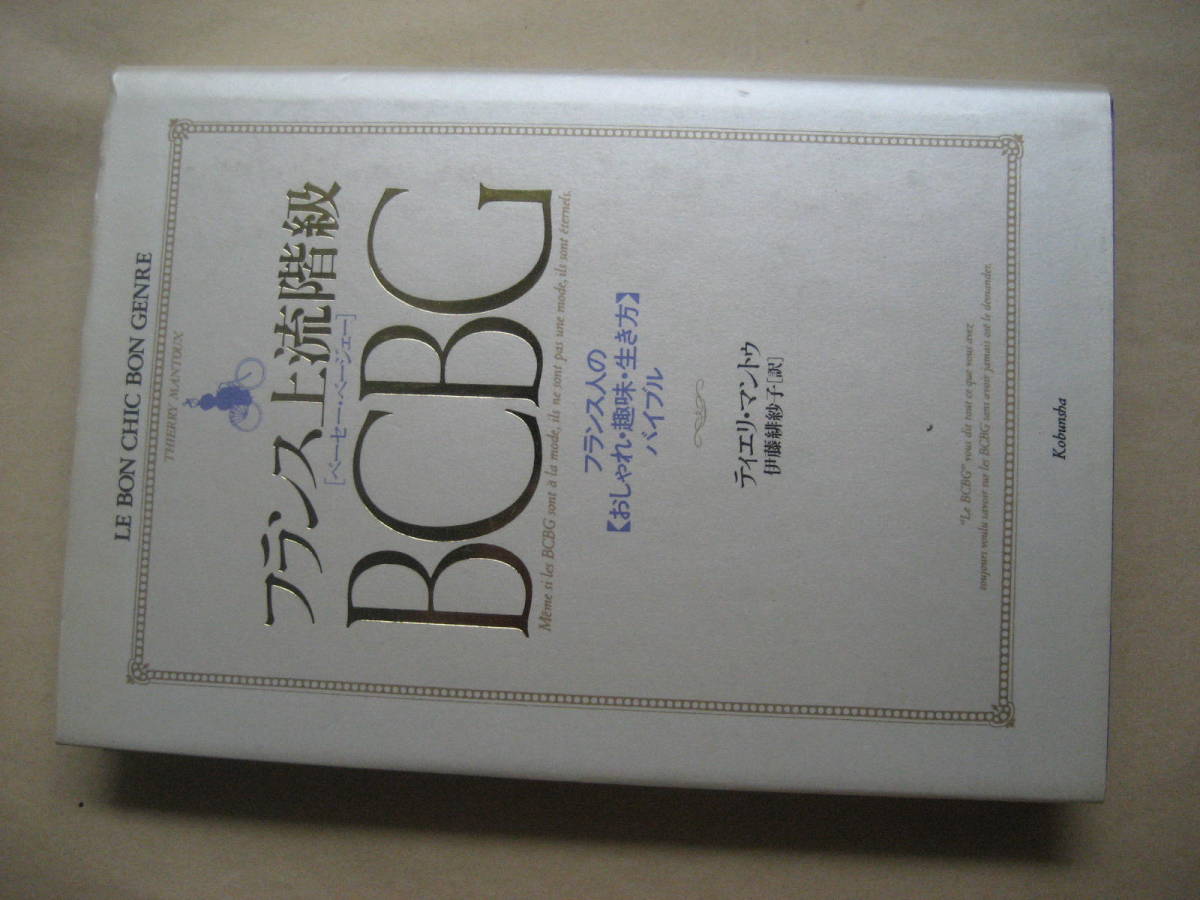 LE BON CHIC BON GENRE
THIERRY MANTOUX
フランス上流階級
[ベーセー・ベージェー]
BCBG
Même si les BCBG sont à la mode, ils ne sont pas une mode, ils sont éternels.
フランス人の
【おしゃれ・趣味・生き方】
バイブル
ティエリ・マントゥ
伊藤緋紗子[訳]
"Le BCBG" vous dit tout ce que vous avez
toujours voulu savoir sur les BCBG sans avoir jamais osé le demander.
Kobunsha